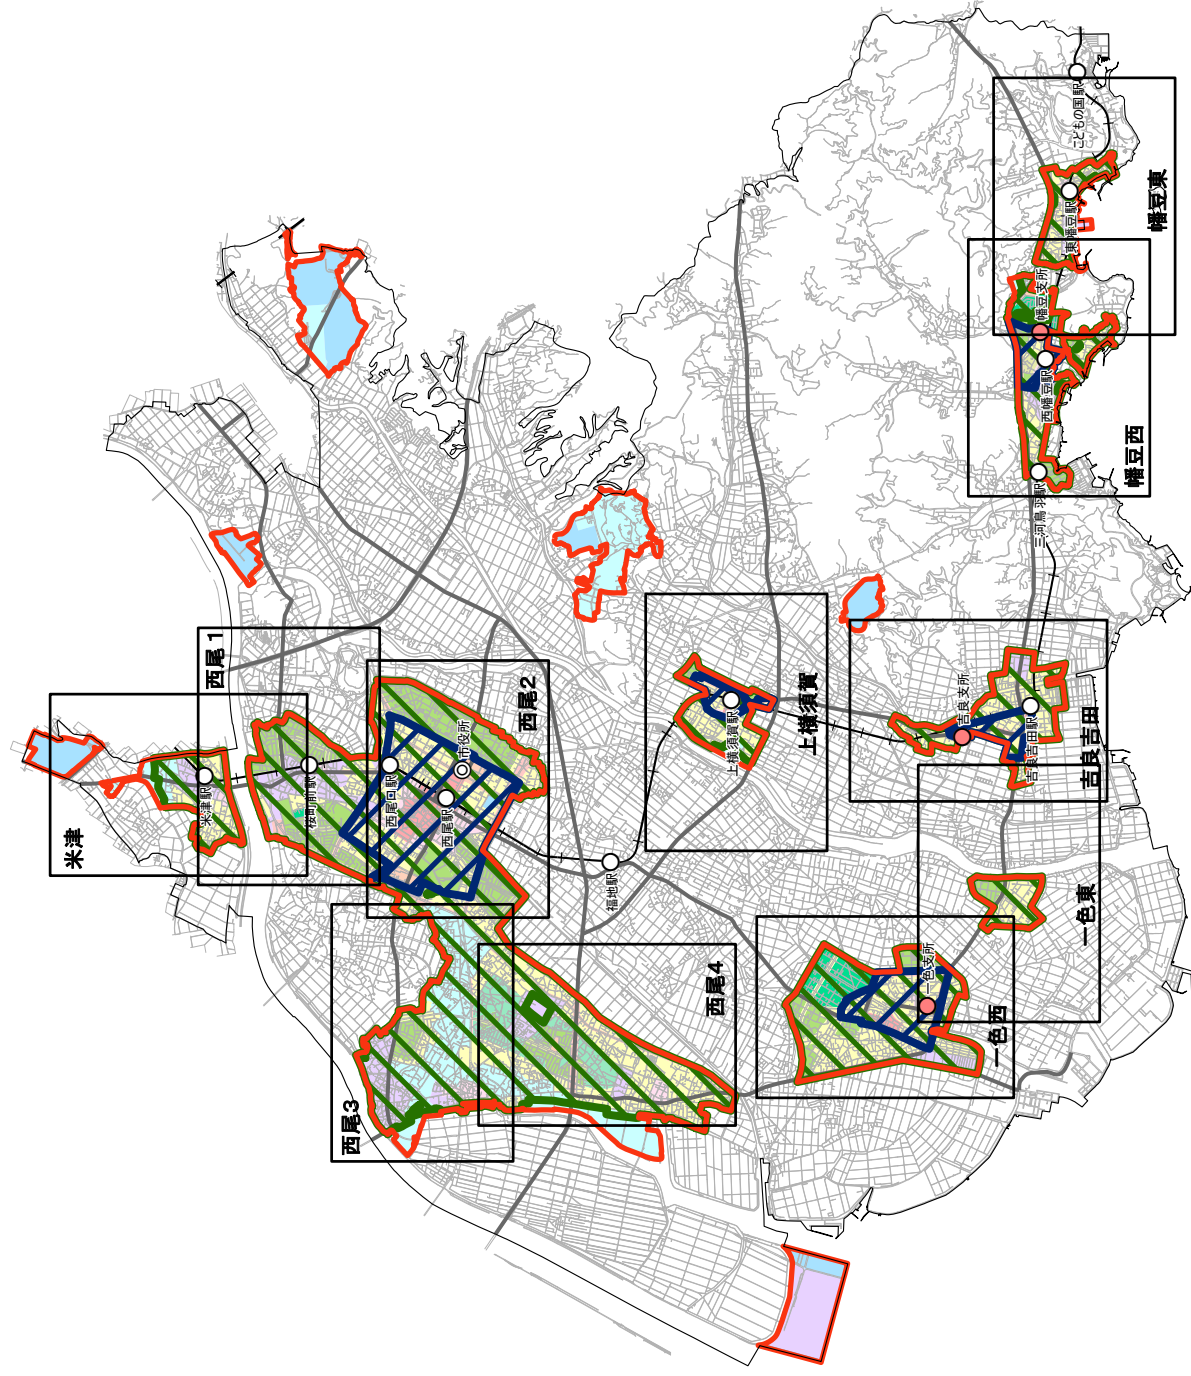 米津
西尾1
米津駅
桜町前駅
西尾口駅
市役所
西尾駅
西尾2
西尾3
西尾4
福地駅
上横須賀駅
上横須賀
吉良支所
吉良吉田駅
吉良吉田
一色支所
一色西
一色東
こどもの国駅
東幡豆駅
幡豆東
幡豆支所
西幡豆駅
幡豆西
三河鳥羽駅